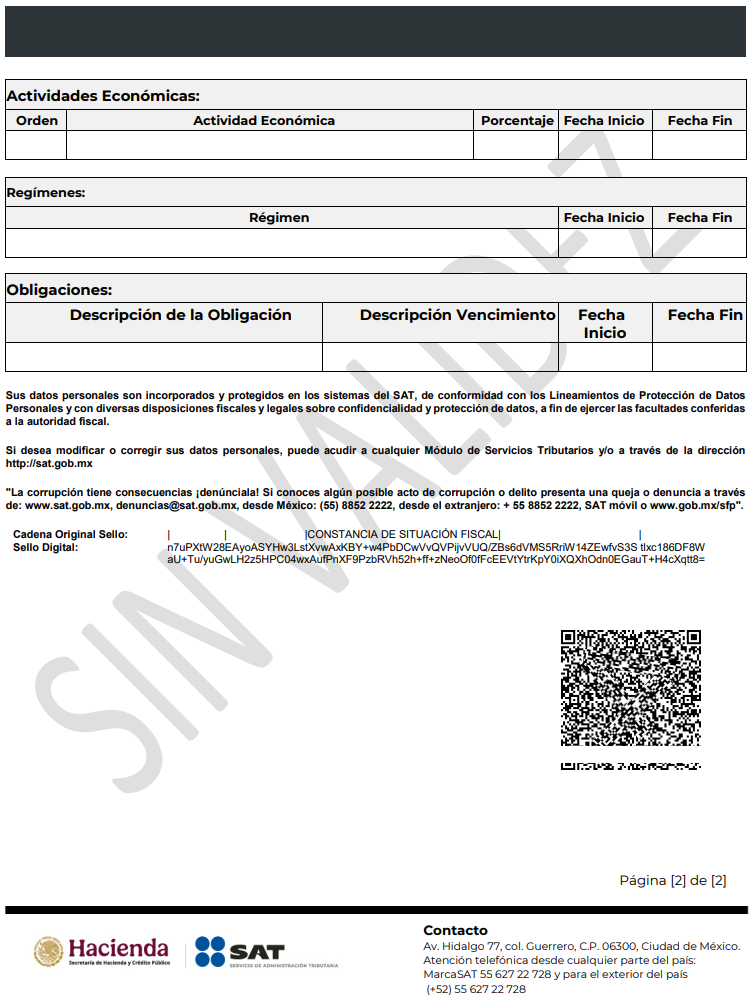 Actividades Económicas:
Orden Actividad Económica Porcentaje Fecha Inicio Fecha Fin
Regímenes:
Régimen Fecha Inicio Fecha Fin
Obligaciones:
Descripción de la Obligación Descripción Vencimiento Fecha Inicio Fecha Fin
Sus datos personales son incorporados y protegidos en los sistemas del SAT, de conformidad con los Lineamientos de Protección de Datos
Personales y con diversas disposiciones fiscales y legales sobre confidencialidad y protección de datos, a fin de ejercer las facultades conferidas
a la autoridad fiscal.
Si desea modificar o corregir sus datos personales, puede acudir a cualquier Módulo de Servicios Tributarios y/o a través de la dirección
http://sat.gob.mx
"La corrupción tiene consecuencias ¡denúnciala! Si conoces algún posible acto de corrupción o delito presenta una queja o denuncia a través
de: www.sat.gob.mx, denuncias@sat.gob.mx, desde México: (55) 8852 2222, desde el extranjero: + 55 8852 2222, SAT móvil o www.gob.mx/sfp".
Cadena Original Sello: | | |CONSTANCIA DE SITUACIÓN FISCAL| |
Sello Digital: n7uPXtW28EAyoASYHw3LstXvwAxKBY+w4PbDCwVvQVPijvVUQ/ZBs6dVMS5RriW14ZEwfvS3S tIxc186DF8W
aU+Tu/yuGwLH2z5HPC04wxAufPnXF9PzbRVh52h+ff+zNeoOf0fFcEEVtYtrKpY0iXQXhOdn0EGauT+H4cXqtt8=
SIN VALIDEZ
Página [2] de [2]
Hacienda
Secretaría de Hacienda y Crédito Público
SAT
SERVICIO DE ADMINISTRACIÓN TRIBUTARIA
Contacto
Av. Hidalgo 77, col. Guerrero, C.P. 06300, Ciudad de México.
Atención telefónica desde cualquier parte del país:
MarcaSAT 55 627 22 728 y para el exterior del país
(+52) 55 627 22 728